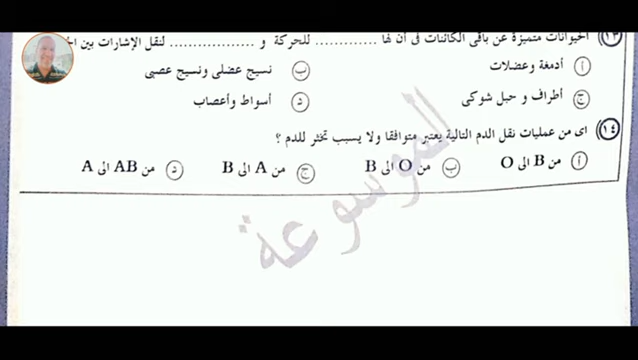 (١٣) الحيوانات متميزة عن باقى الكائنات فى أن لها .............. للحركة و .................. لنقل الإشارات بين
أ أدمغة وعضلات ب نسيج عضلى ونسيج عصبى
ج أطراف و حبل شوكى د أسواط وأعصاب
(١٤) اى من عمليات نقل الدم التالية يعتبر متوافقا ولا يسبب تخثر للدم ؟
أ من B الى O ب من O الى B ج من A الى B د من AB الى A
الموسوعة